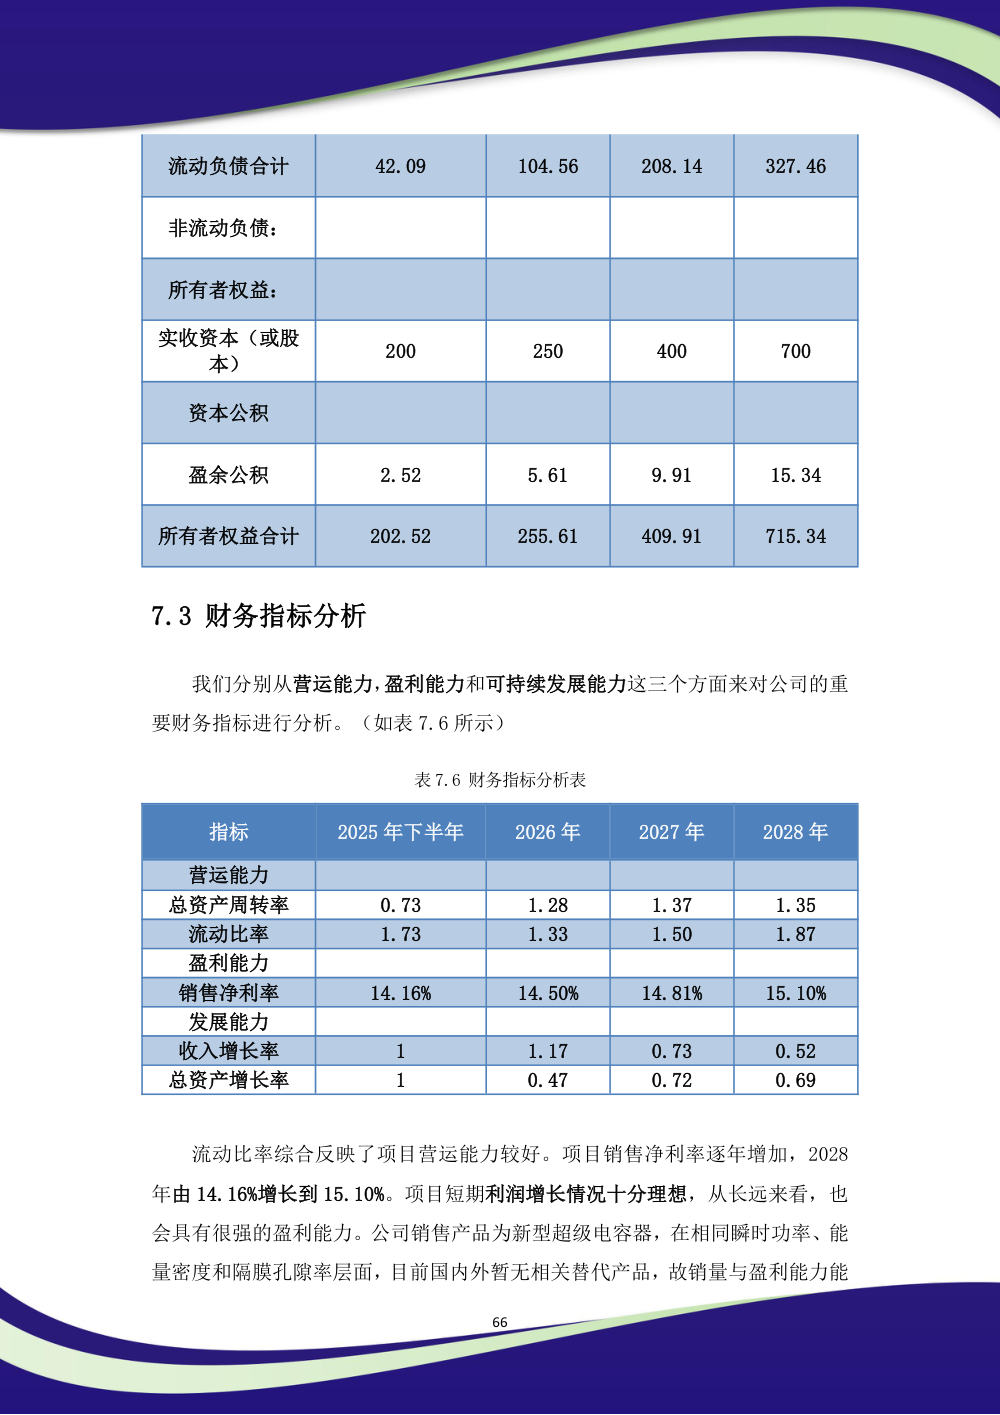 流动负债合计 42.09 104.56 208.14 327.46
非流动负债：
所有者权益：
实收资本（或股本） 200 250 400 700
资本公积
盈余公积 2.52 5.61 9.91 15.34
所有者权益合计 202.52 255.61 409.91 715.34
7.3 财务指标分析
我们分别从营运能力，盈利能力和可持续发展能力这三个方面来对公司的重
要财务指标进行分析。（如表 7.6 所示）
表 7.6 财务指标分析表
指标 2025 年下半年 2026 年 2027 年 2028 年
营运能力
总资产周转率 0.73 1.28 1.37 1.35
流动比率 1.73 1.33 1.50 1.87
盈利能力
销售净利率 14.16% 14.50% 14.81% 15.10%
发展能力
收入增长率 1 1.17 0.73 0.52
总资产增长率 1 0.47 0.72 0.69
流动比率综合反映了项目营运能力较好。项目销售净利率逐年增加，2028
年由 14.16%增长到 15.10%。项目短期利润增长情况十分理想，从长远来看，也
会具有很强的盈利能力。公司销售产品为新型超级电容器，在相同瞬时功率、能
量密度和隔膜孔隙率层面，目前国内外暂无相关替代产品，故销量与盈利能力能
66